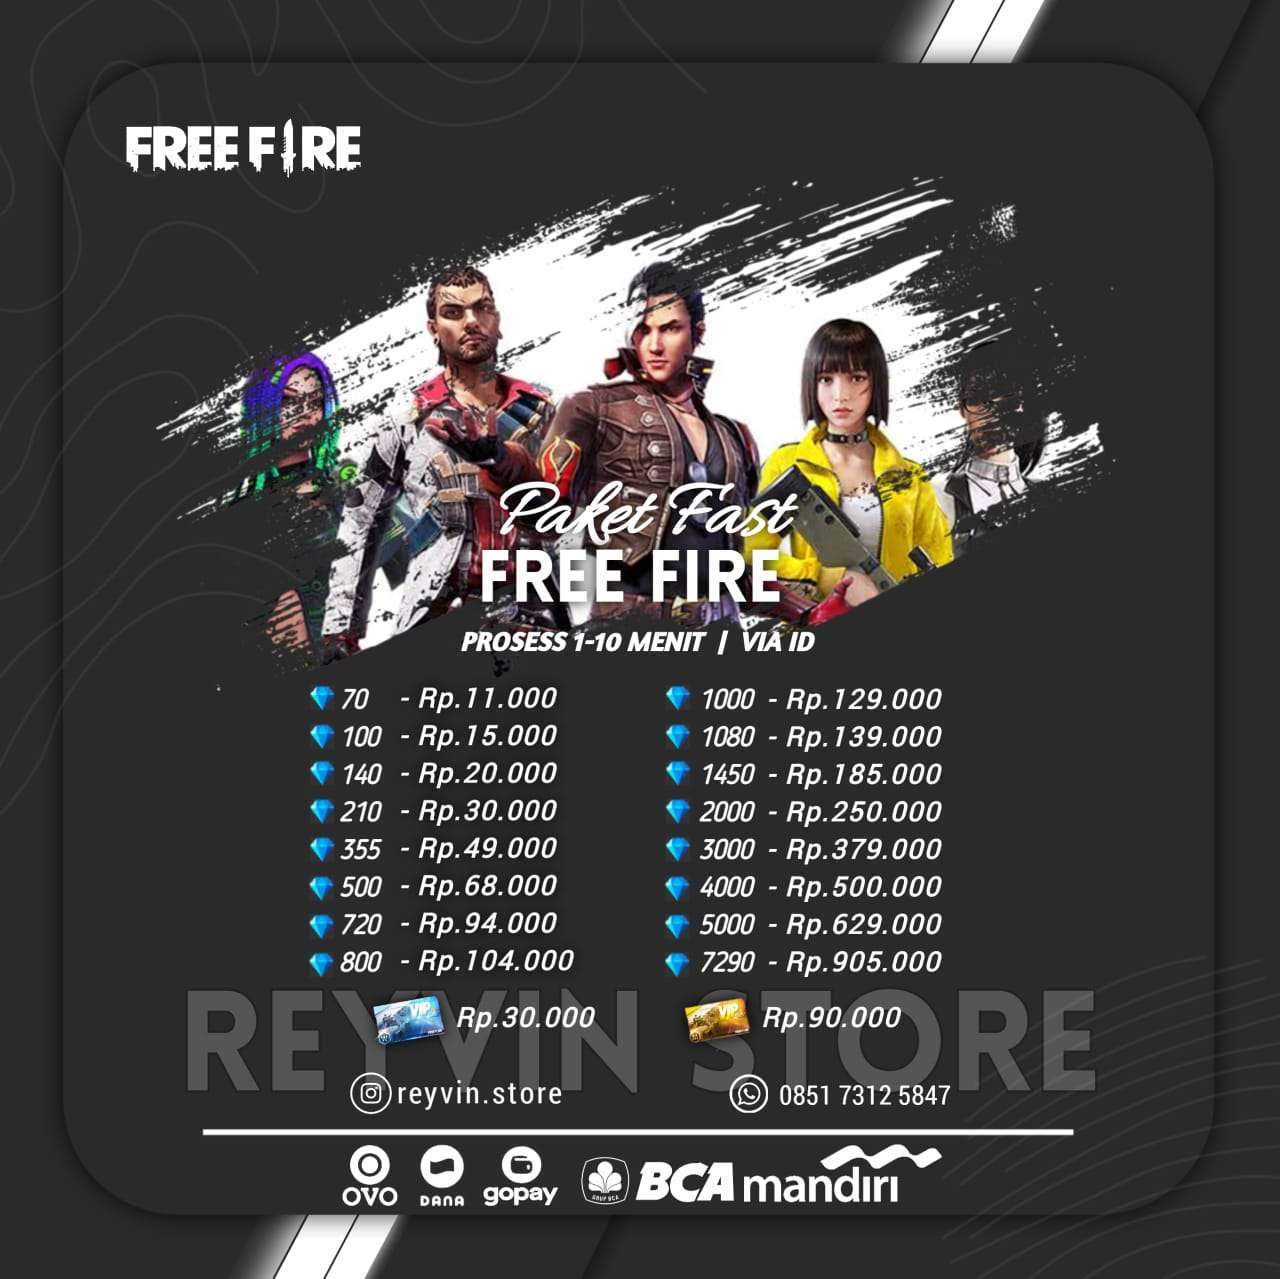 FREE FIRE
Paket Fast
FREE FIRE
PROSESS 1-10 MENIT | VIA ID
70 - Rp.11.000
100 - Rp.15.000
140 - Rp.20.000
210 - Rp.30.000
355 - Rp.49.000
500 - Rp.68.000
720 - Rp.94.000
800 - Rp.104.000
1000 - Rp.129.000
1080 - Rp.139.000
1450 - Rp.185.000
2000 - Rp.250.000
3000 - Rp.379.000
4000 - Rp.500.000
5000 - Rp.629.000
7290 - Rp.905.000
VIP Rp.30.000
VIP Rp.90.000
REYVIN STORE
reyvin.store
0851 7312 5847
OVO DANA gopay BCA mandiri